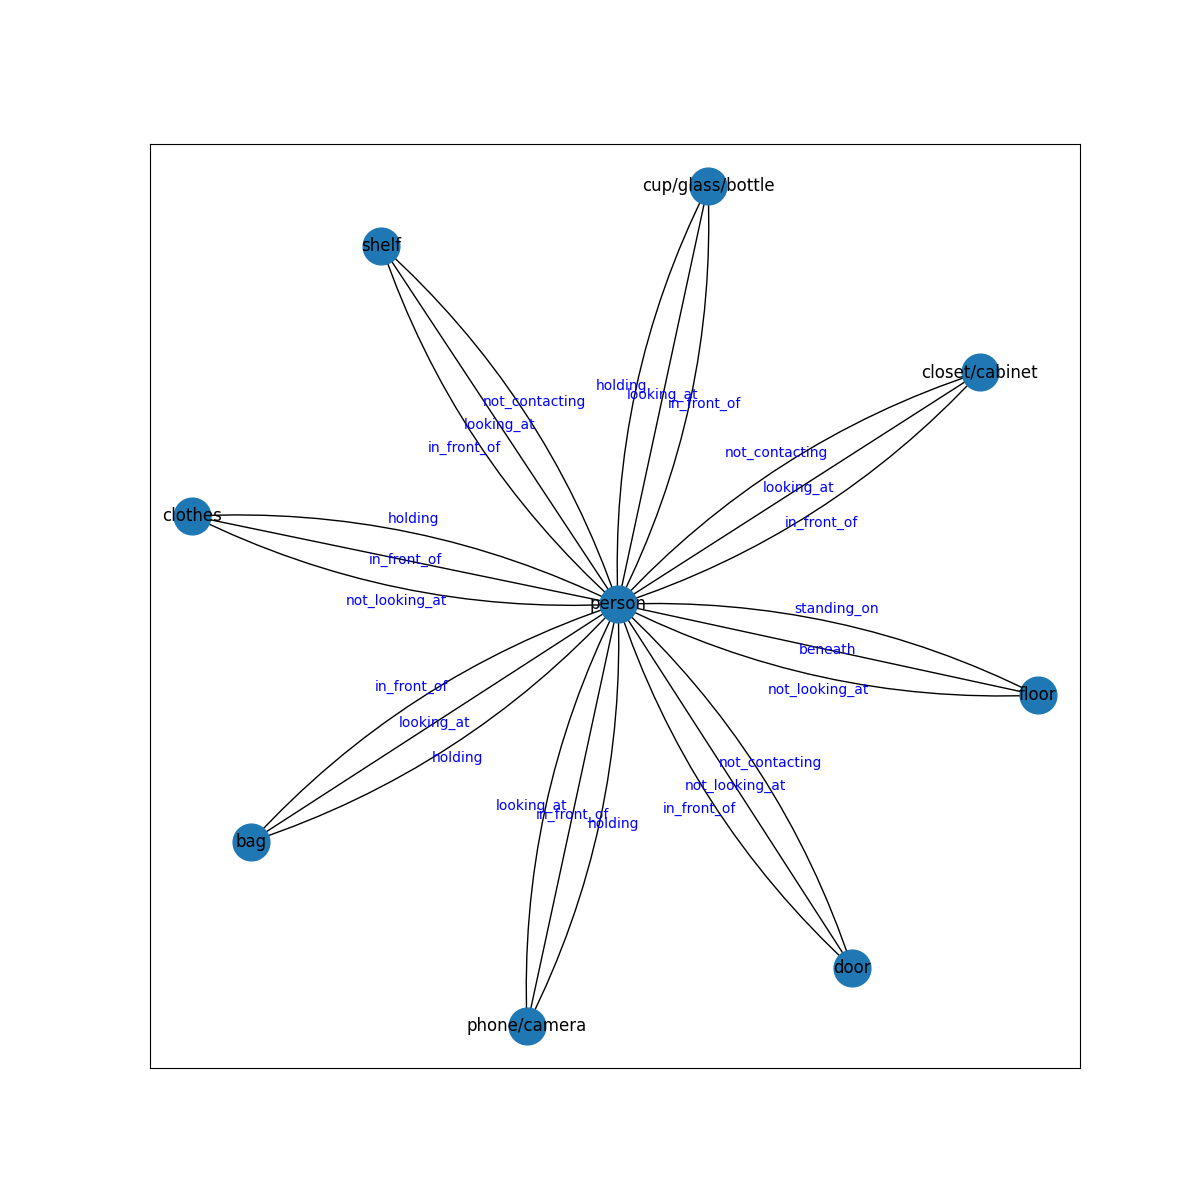 cup/glass/bottle
shelf
closet/cabinet
holding
looking_at
in_front_of
not_contacting
looking_at
in_front_of
not_contacting
looking_at
in_front_of
clothes
holding
in_front_of
not_looking_at
person
standing_on
beneath
not_looking_at
floor
in_front_of
looking_at
holding
not_contacting
not_looking_at
in_front_of
looking_at
in_front_of
holding
bag
door
phone/camera